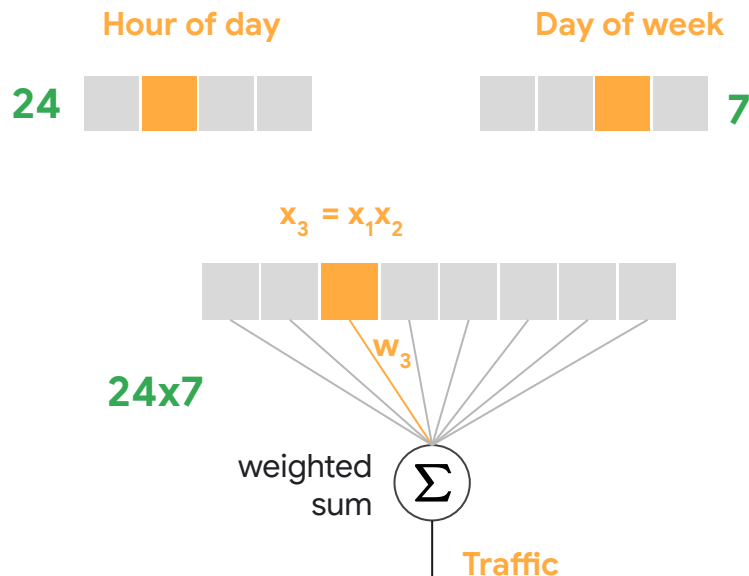 Hour of day
Day of week
24
7
x₃ = x₁x₂
w₃
24x7
weighted
sum
Σ
Traffic